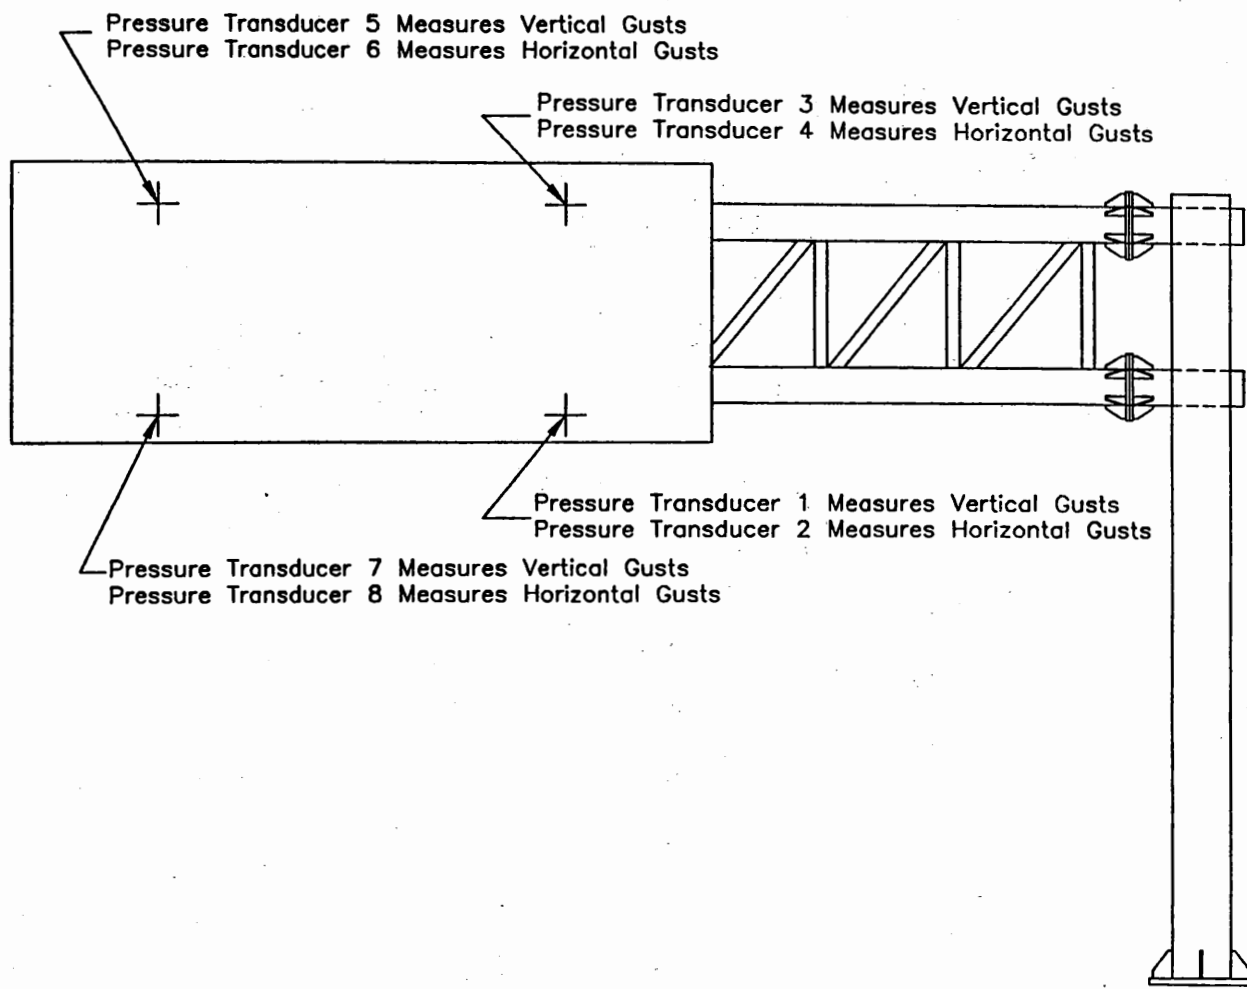 Pressure Transducer 5 Measures Vertical Gusts
Pressure Transducer 6 Measures Horizontal Gusts
Pressure Transducer 3 Measures Vertical Gusts
Pressure Transducer 4 Measures Horizontal Gusts
Pressure Transducer 1 Measures Vertical Gusts
Pressure Transducer 2 Measures Horizontal Gusts
Pressure Transducer 7 Measures Vertical Gusts
Pressure Transducer 8 Measures Horizontal Gusts